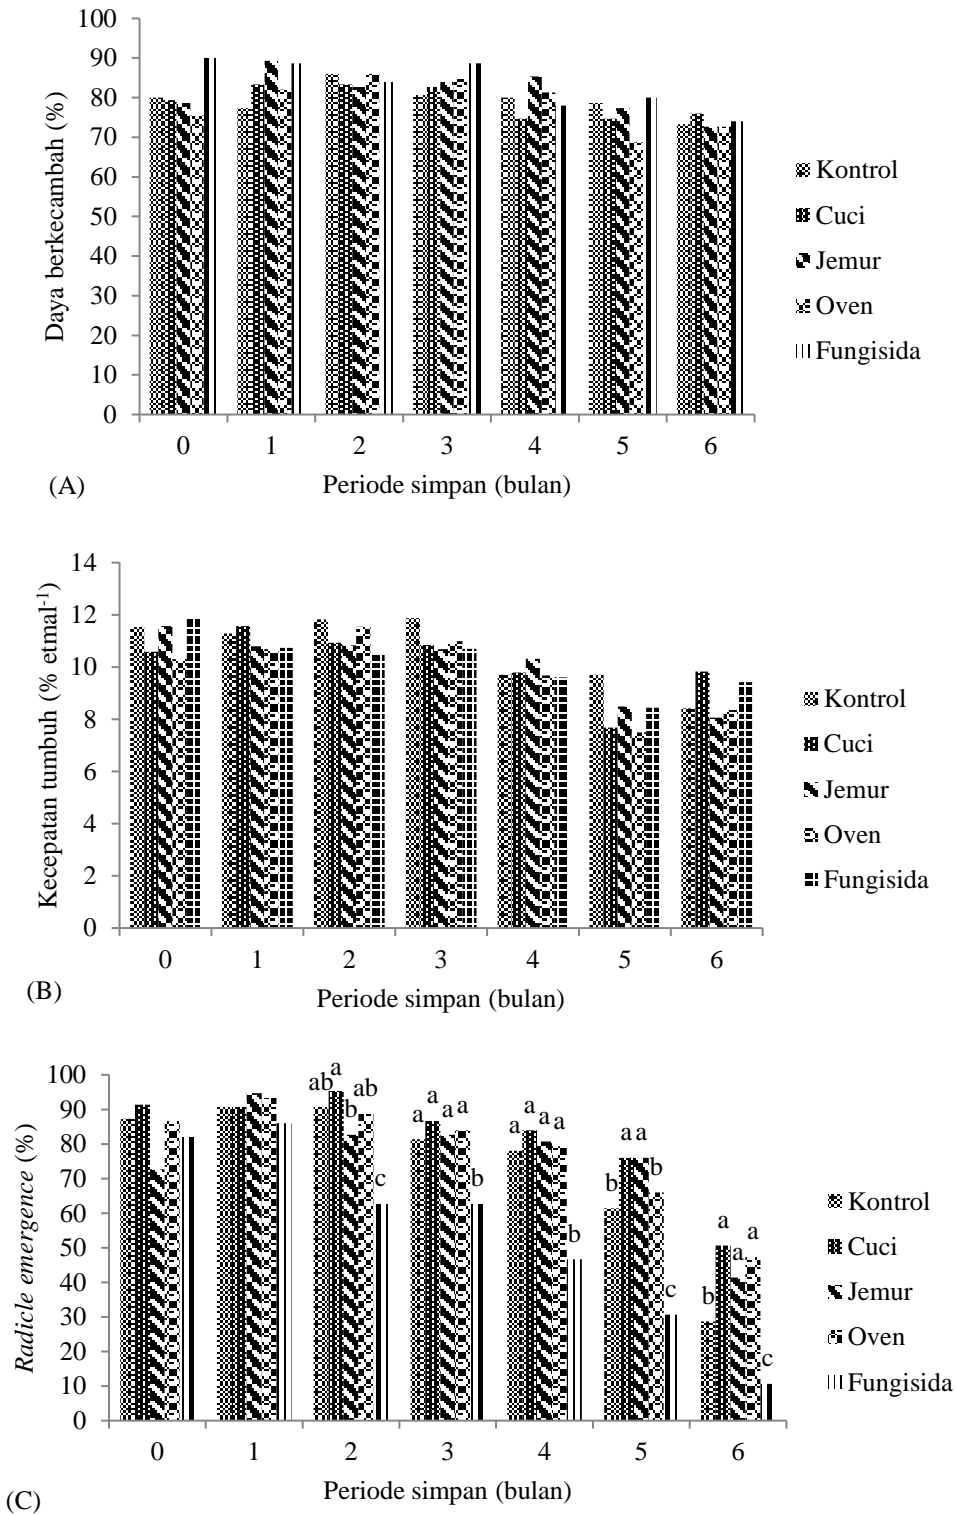 100
90
80
70
60
50
40
30
20
10
0
Daya berkecambah (%)
0 1 2 3 4 5 6
Periode simpan (bulan)
(A)
Kontrol
Cuci
Jemur
Oven
Fungisida
14
12
10
8
6
4
2
0
Kecepatan tumbuh (% etmal⁻¹)
0 1 2 3 4 5 6
Periode simpan (bulan)
(B)
Kontrol
Cuci
Jemur
Oven
Fungisida
100
90
80
70
60
50
40
30
20
10
0
Radicle emergence (%)
ab a b ab c
a a a a b
a a a a b
b a a b c
b a a a c
0 1 2 3 4 5 6
Periode simpan (bulan)
(C)
Kontrol
Cuci
Jemur
Oven
Fungisida